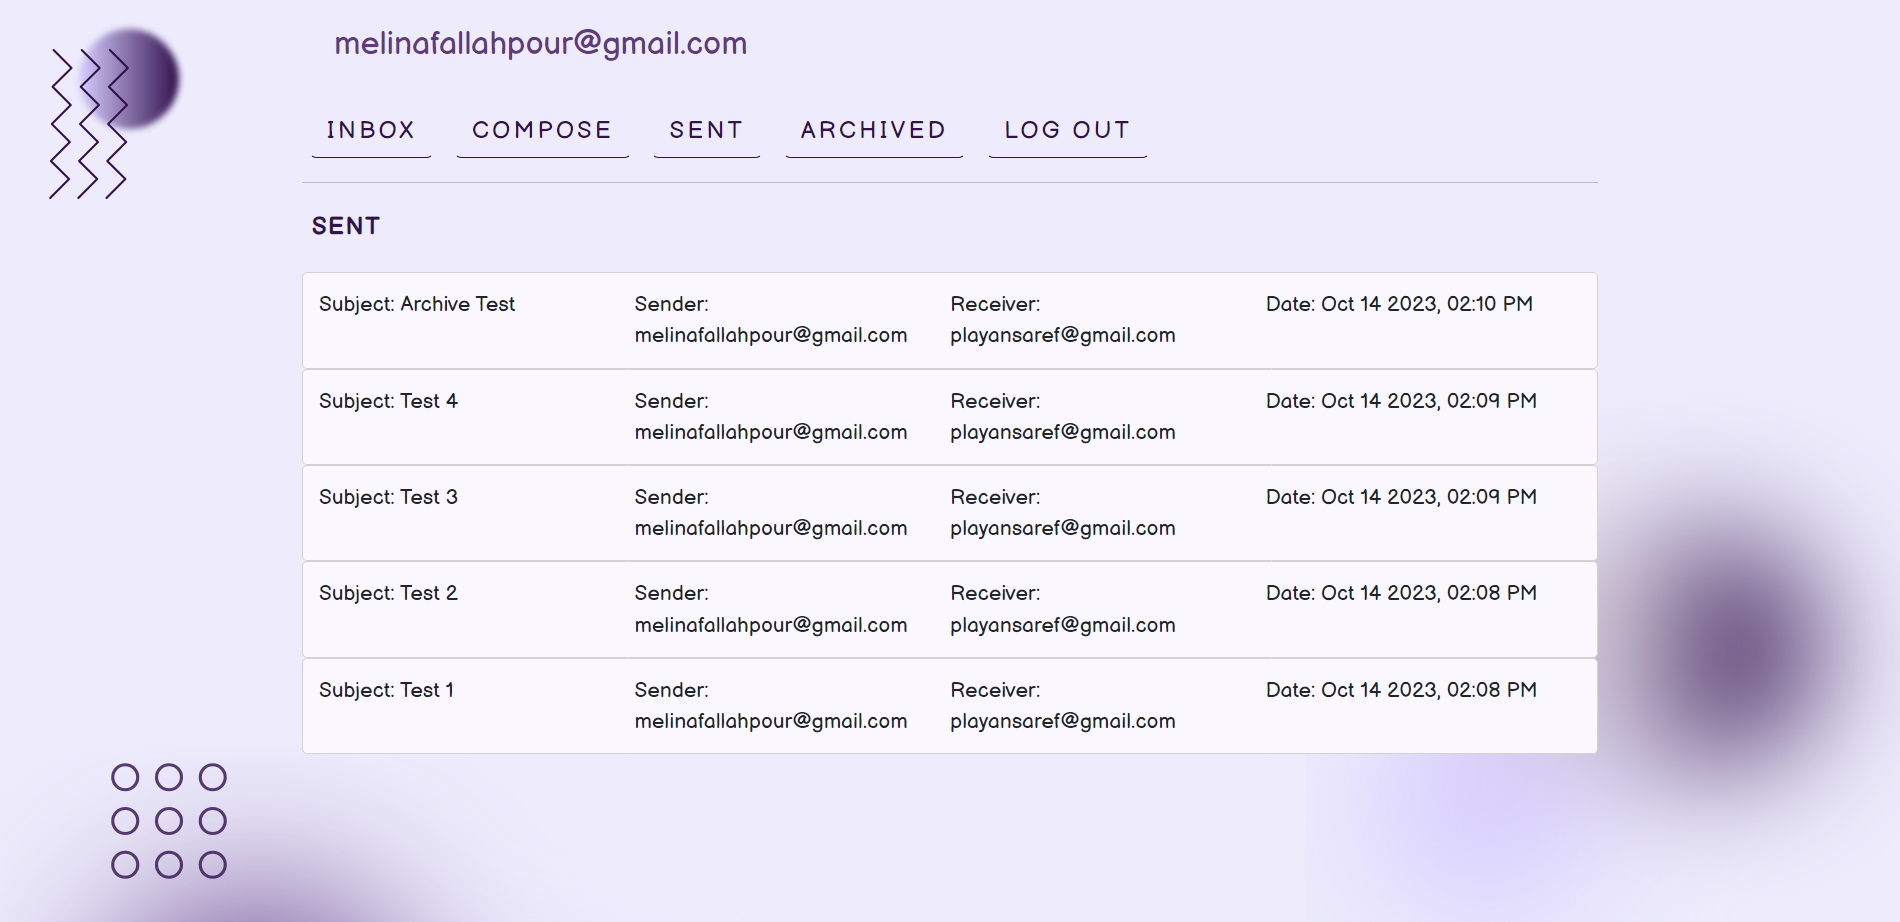 melinafallahpour@gmail.com
INBOX COMPOSE SENT ARCHIVED LOG OUT
SENT
Subject: Archive Test Sender: Receiver: Date: Oct 14 2023, 02:10 PM
melinafallahpour@gmail.com playansaref@gmail.com
Subject: Test 4 Sender: Receiver: Date: Oct 14 2023, 02:09 PM
melinafallahpour@gmail.com playansaref@gmail.com
Subject: Test 3 Sender: Receiver: Date: Oct 14 2023, 02:09 PM
melinafallahpour@gmail.com playansaref@gmail.com
Subject: Test 2 Sender: Receiver: Date: Oct 14 2023, 02:08 PM
melinafallahpour@gmail.com playansaref@gmail.com
Subject: Test 1 Sender: Receiver: Date: Oct 14 2023, 02:08 PM
melinafallahpour@gmail.com playansaref@gmail.com